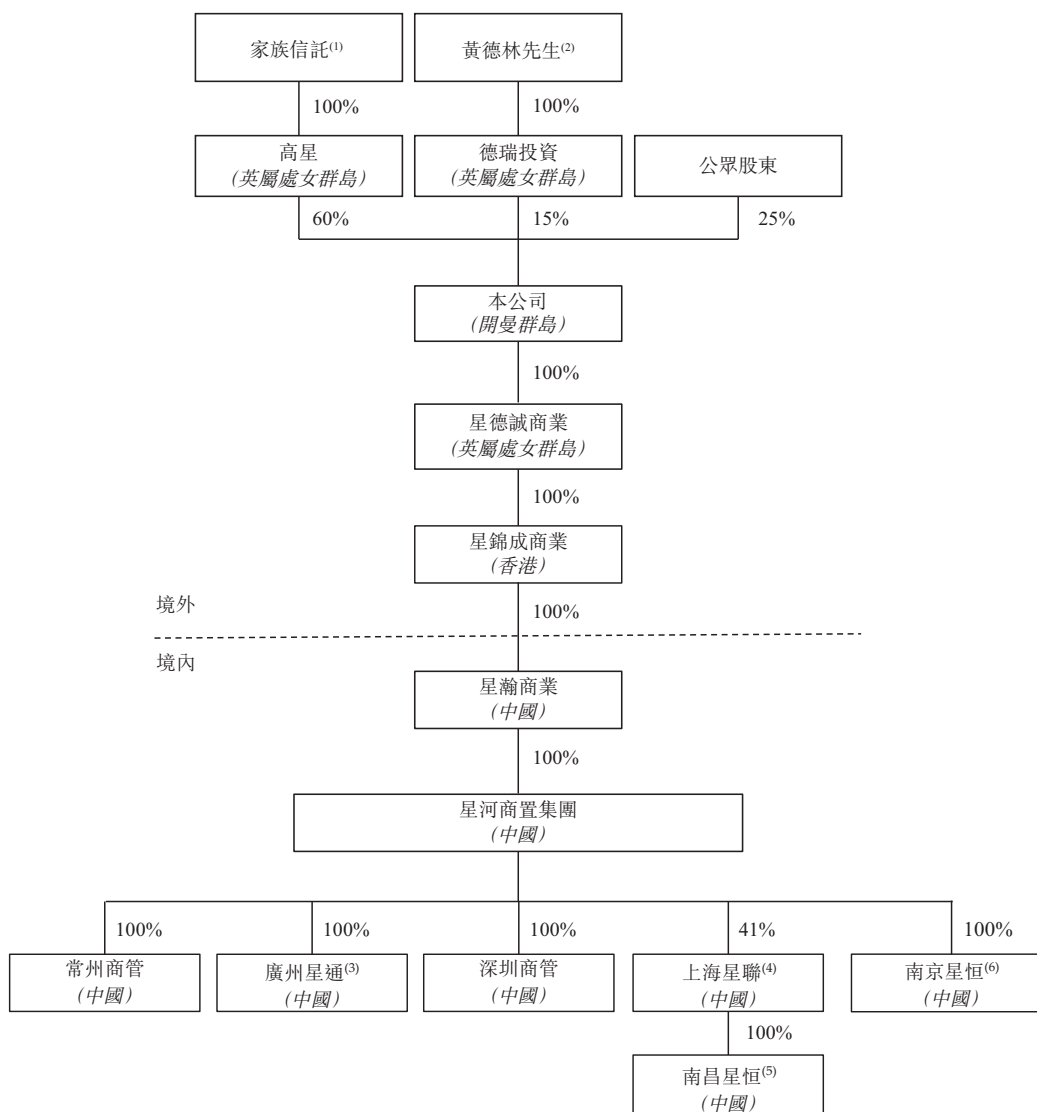 家族信託(1)
黃德林先生(2)
100%
100%
高星
(英屬處女群島)
德瑞投資
(英屬處女群島)
公眾股東
60%
15%
25%
本公司
(開曼群島)
100%
星德誠商業
(英屬處女群島)
100%
星錦成商業
(香港)
境外
100%
境內
星瀚商業
(中國)
100%
星河商置集團
(中國)
100%
100%
100%
41%
100%
常州商管
(中國)
廣州星通(3)
(中國)
深圳商管
(中國)
上海星聯(4)
(中國)
南京星恒(6)
(中國)
100%
南昌星恒(5)
(中國)